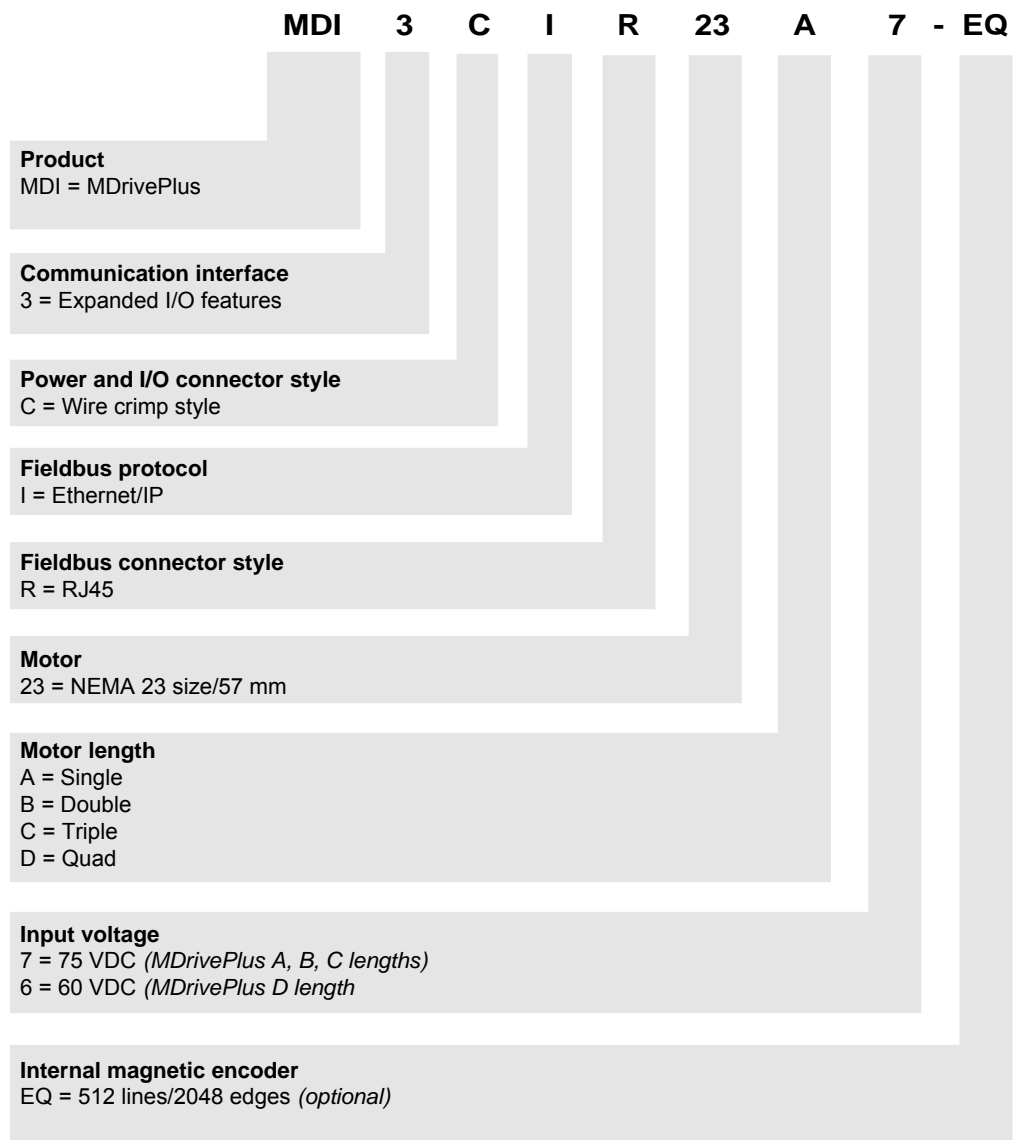 MDI 3 C I R 23 A 7 - EQ
Product
MDI = MDrivePlus
Communication interface
3 = Expanded I/O features
Power and I/O connector style
C = Wire crimp style
Fieldbus protocol
I = Ethernet/IP
Fieldbus connector style
R = RJ45
Motor
23 = NEMA 23 size/57 mm
Motor length
A = Single
B = Double
C = Triple
D = Quad
Input voltage
7 = 75 VDC (MDrivePlus A, B, C lengths)
6 = 60 VDC (MDrivePlus D length
Internal magnetic encoder
EQ = 512 lines/2048 edges (optional)